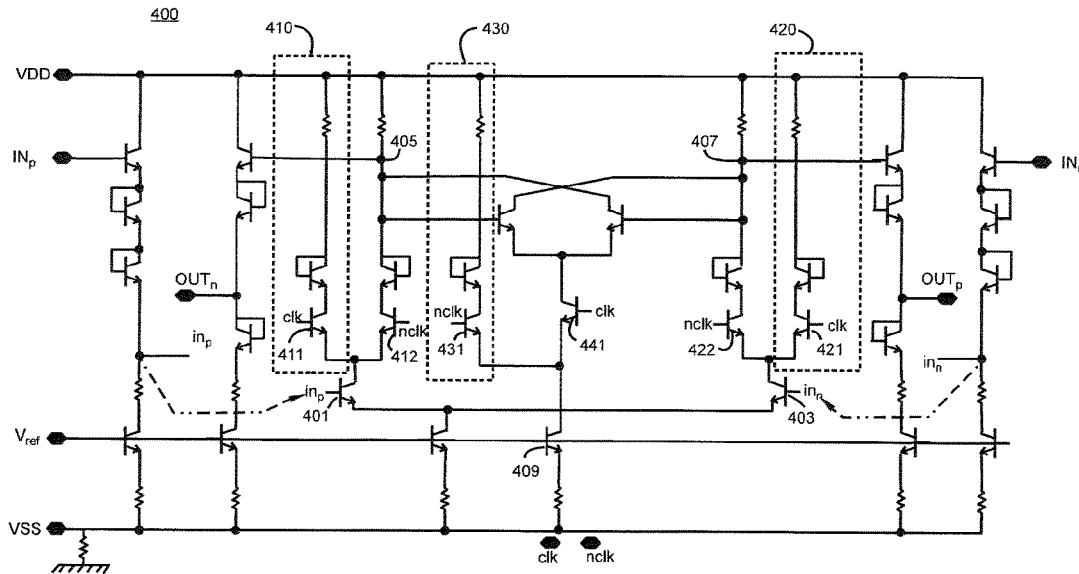 400
410
430
420
VDD
INp
405
407
INn
OUTn
OUTp
clk
nclk
nclk
clk
nclk
clk
inp
411
412
431
441
422
421
inn
inp
inn
401
403
Vref
409
VSS
clk
nclk